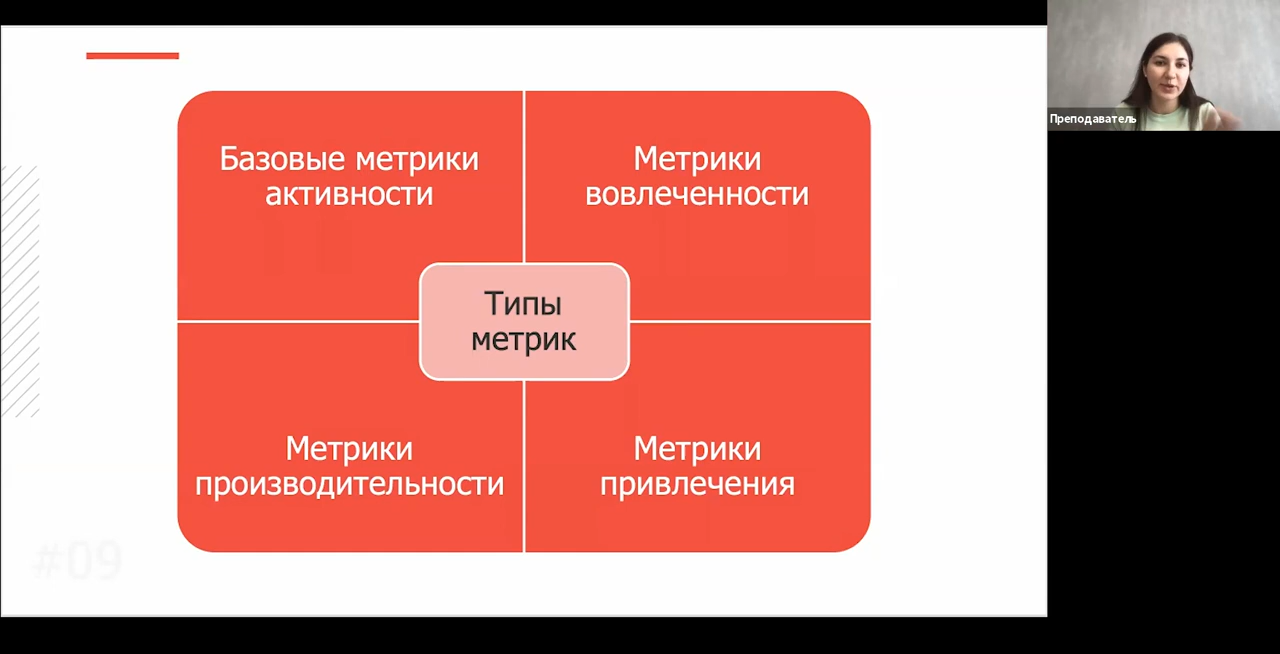 Базовые метрики
активности
Метрики
вовлеченности
Типы
метрик
Метрики
производительности
Метрики
привлечения
#09
Преподаватель